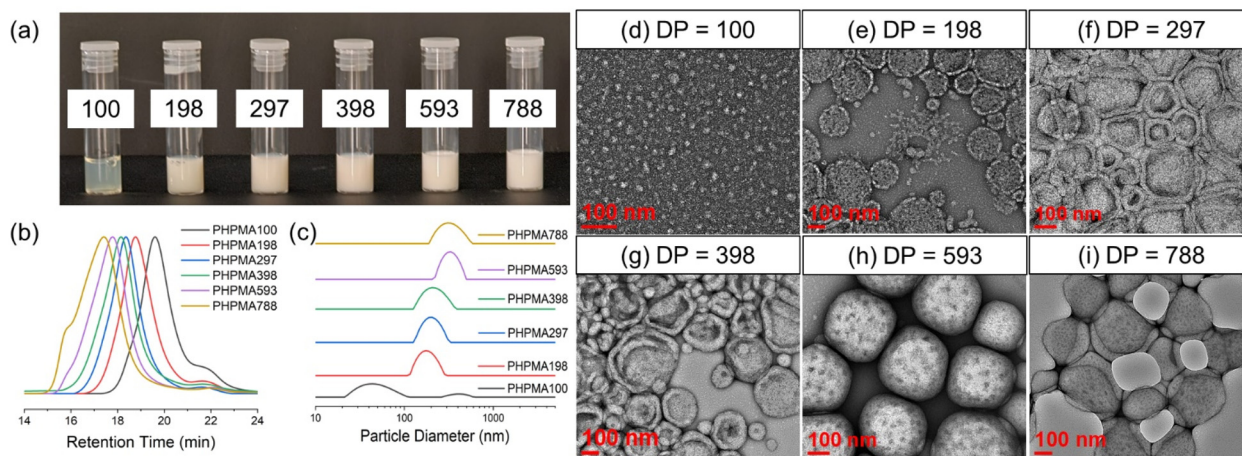 (a)
100
198
297
398
593
788
(b)
PHPMA100
PHPMA198
PHPMA297
PHPMA398
PHPMA593
PHPMA788
14 16 18 20 22 24
Retention Time (min)
(c)
PHPMA788
PHPMA593
PHPMA398
PHPMA297
PHPMA198
PHPMA100
100 1000
Particle Diameter (nm)
(d) DP = 100
100 nm
(e) DP = 198
100 nm
(f) DP = 297
100 nm
(g) DP = 398
100 nm
(h) DP = 593
100 nm
(i) DP = 788
100 nm